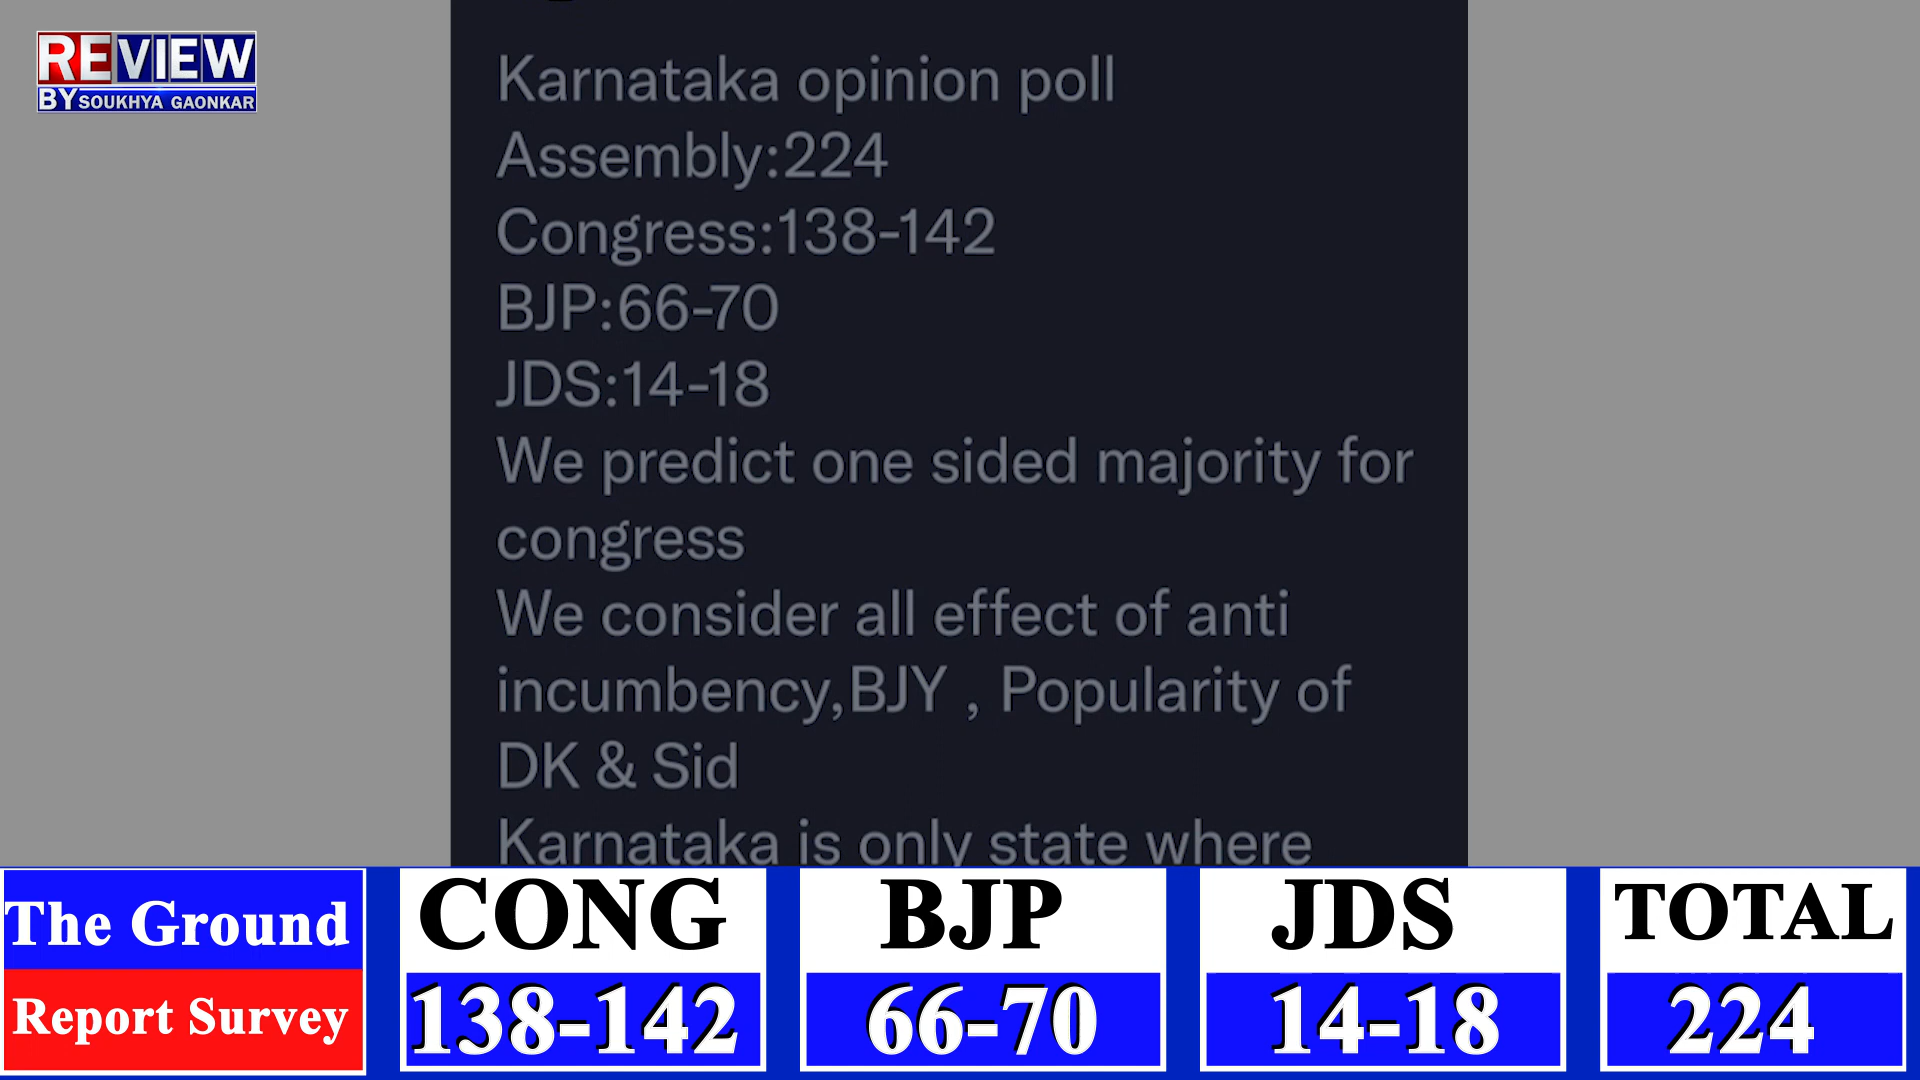 REVIEW
BY SOUKHYA GAONKAR
Karnataka opinion poll
Assembly:224
Congress:138-142
BJP:66-70
JDS:14-18
We predict one sided majority for
congress
We consider all effect of anti
incumbency,BJY , Popularity of
DK & Sid
Karnataka is only state where
The Ground
Report Survey
CONG
138-142
BJP
66-70
JDS
14-18
TOTAL
224